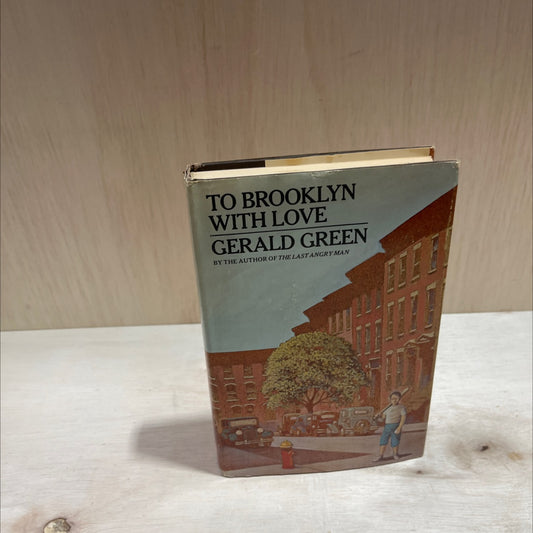 TO BROOKLYN
WITH LOVE
GERALD GREEN
BY THE AUTHOR OF THE LAST ANGRY MAN